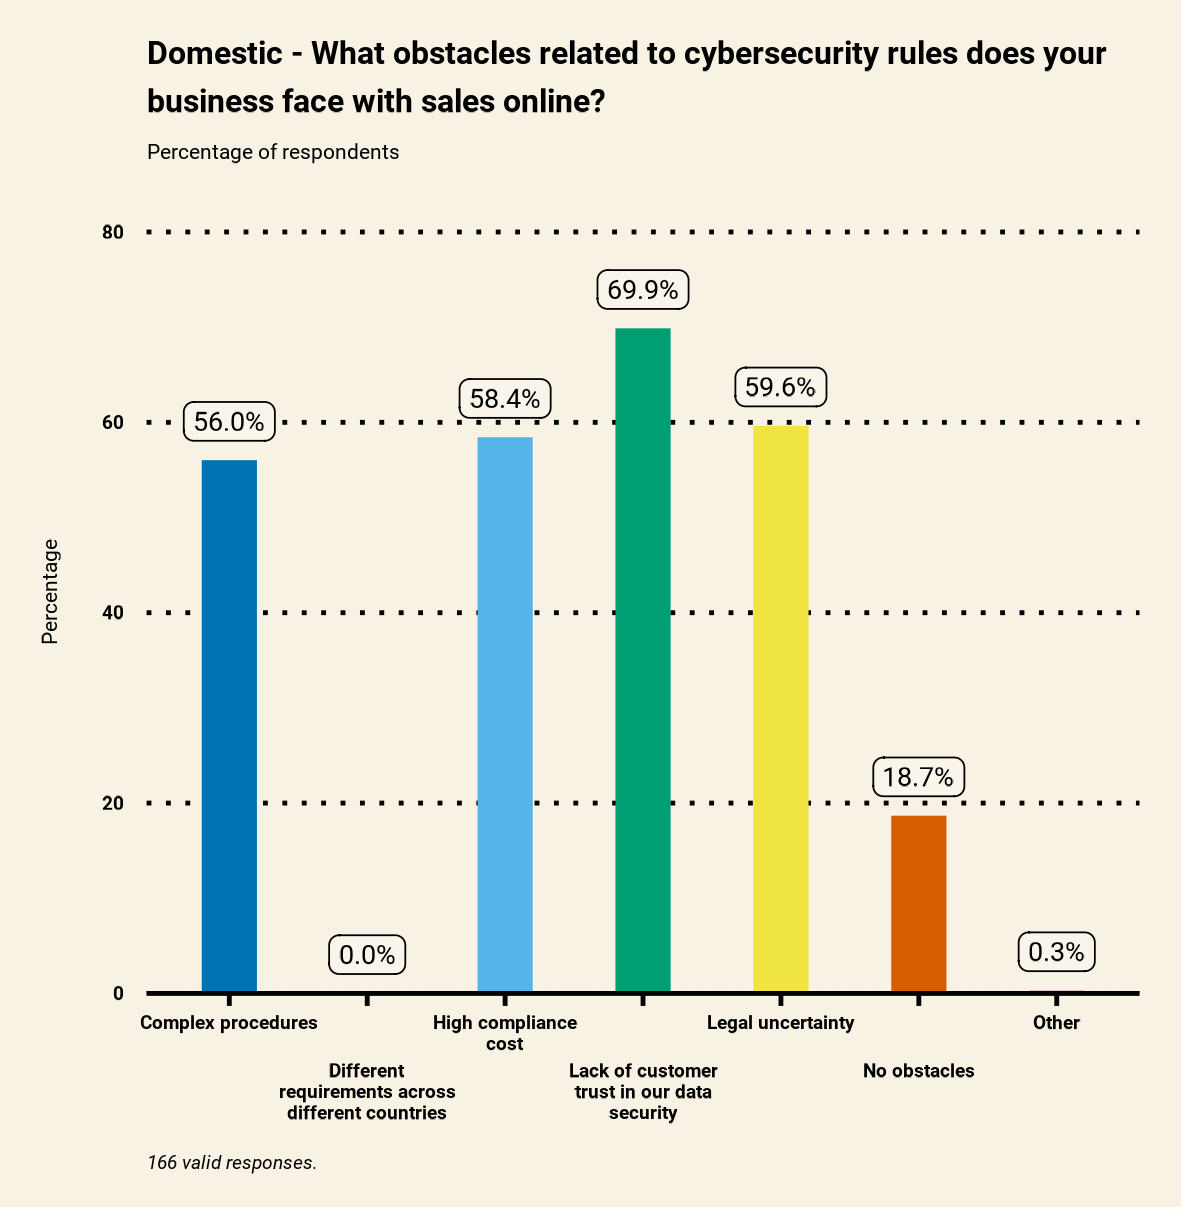 Domestic - What obstacles related to cybersecurity rules does your
business face with sales online?
Percentage of respondents
80
69.9%
59.6%
58.4%
56.0%
60
Percentage
40
18.7%
20
0.0%
0.3%
0
Complex procedures
High compliance
cost
Legal uncertainty
Other
Different
requirements across
different countries
Lack of customer
trust in our data
security
No obstacles
166 valid responses.